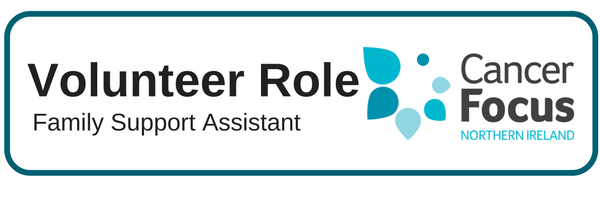 Volunteer Role
Family Support Assistant
Cancer
Focus
NORTHERN IRELAND